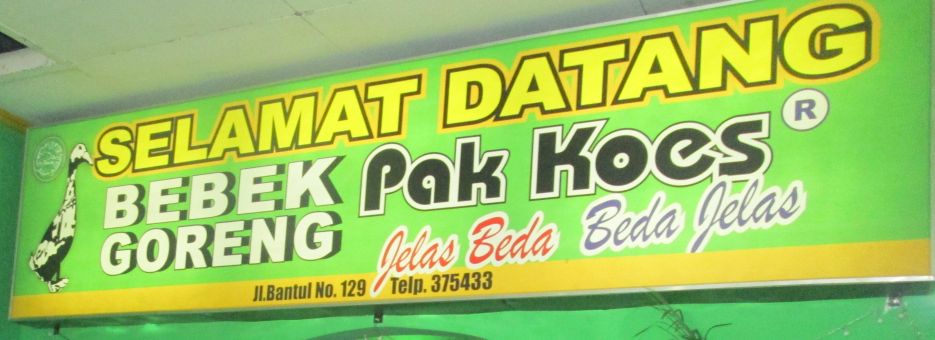 SELAMAT DATANG
BEBEK GORENG Pak Koes ®
Jelas Beda Beda Jelas
Jl.Bantul No. 129 Telp. 375433